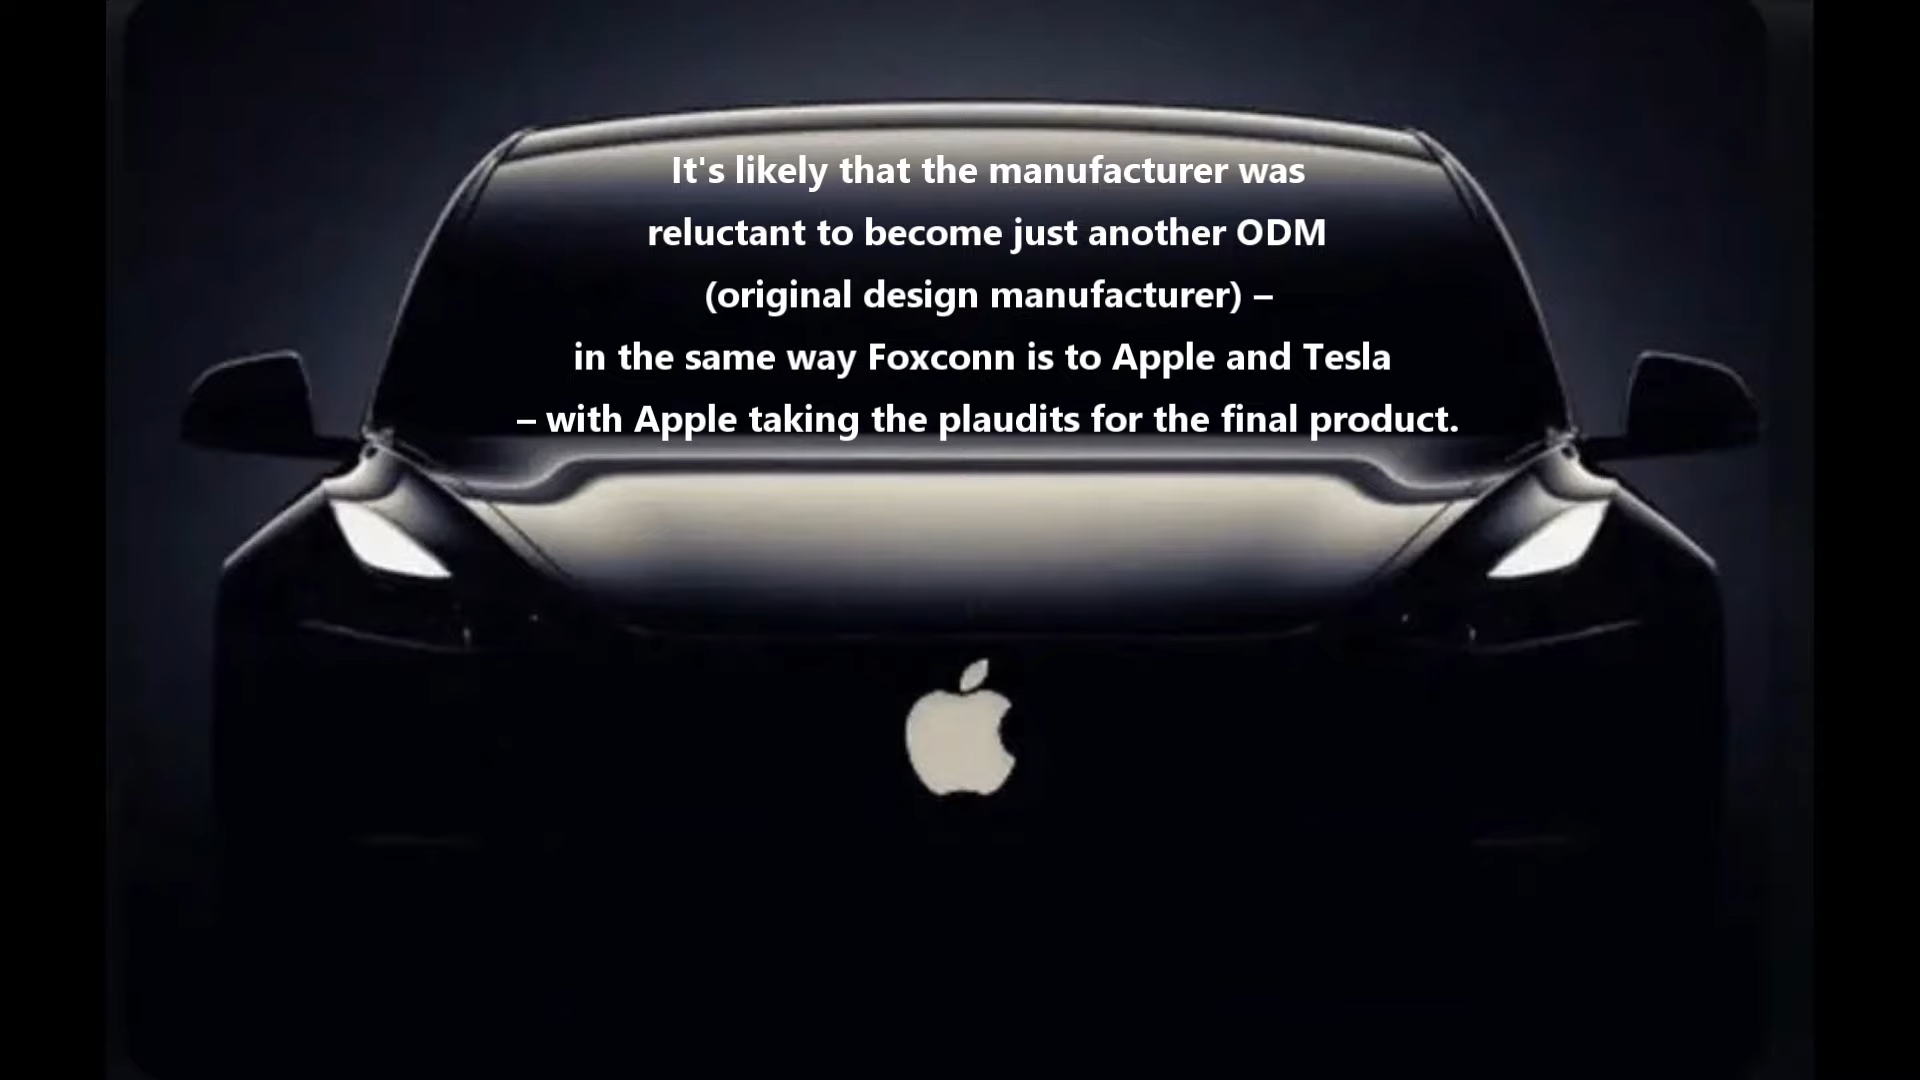 It's likely that the manufacturer was
reluctant to become just another ODM
(original design manufacturer) –
in the same way Foxconn is to Apple and Tesla
– with Apple taking the plaudits for the final product.